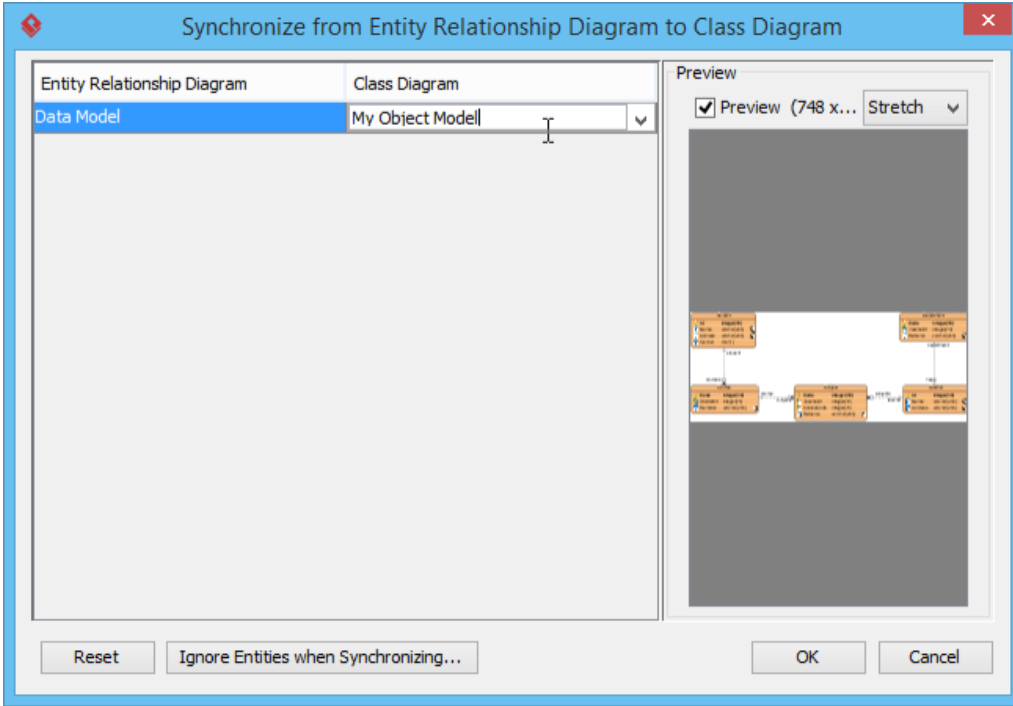 Synchronize from Entity Relationship Diagram to Class Diagram
Entity Relationship Diagram Class Diagram
Data Model My Object Model
Preview
Preview (748 x... Stretch
Reset Ignore Entities when Synchronizing... OK Cancel